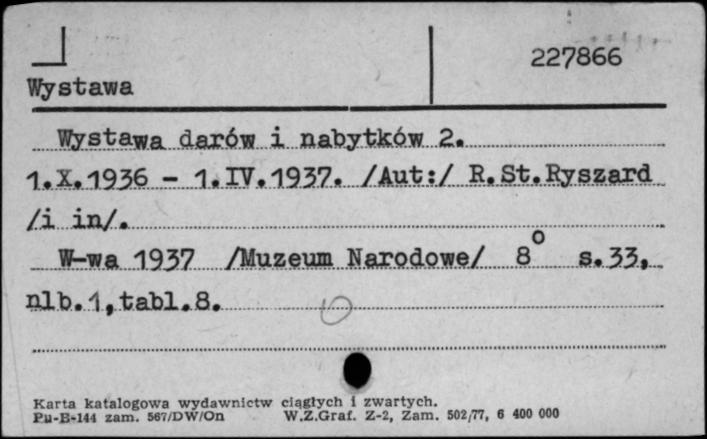 227866
Wystawa
Wystawa darów i nabytków 2.
1.X.1936 - 1.IV.1937. /Aut:/ R.St.Ryszard
/i in/.
W-wa 1937 /Muzeum Narodowe/ 8° s.33,
nlb.1,tabl.8.
Karta katalogowa wydawnictw ciągłych i zwartych.
Pu-B-144 zam. 567/DW/On W.Z.Graf. Z-2, Zam. 502/77, 6 400 000